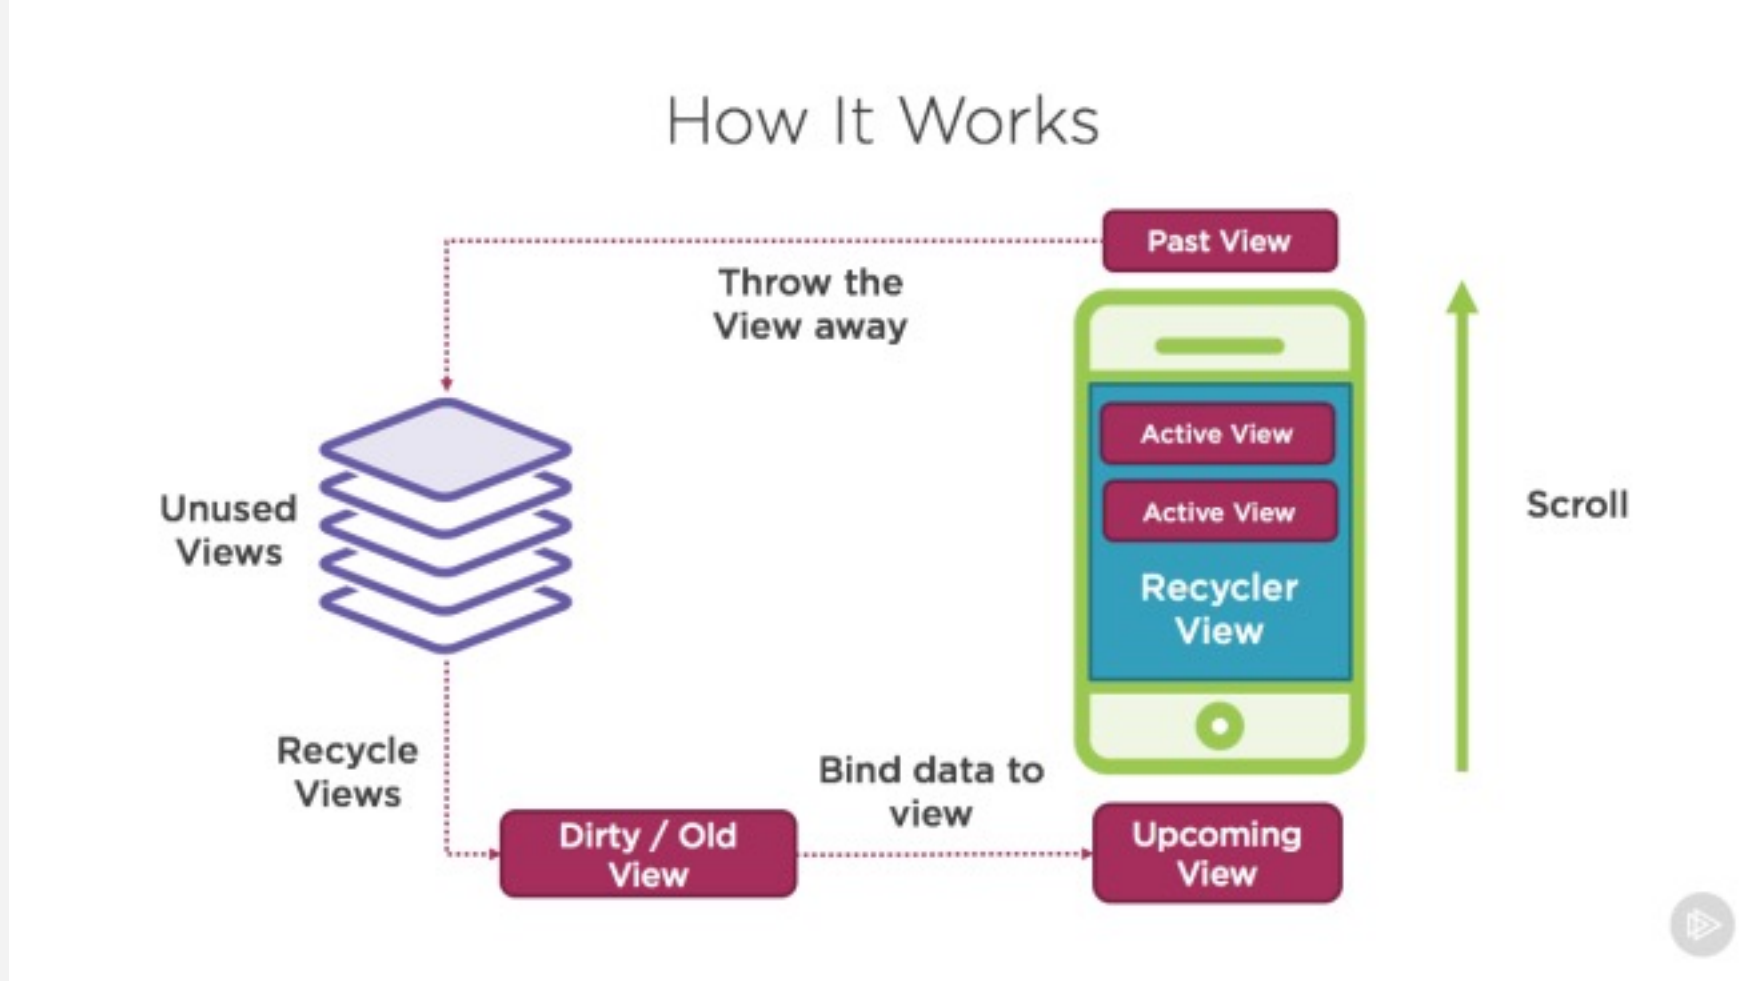 How It Works
Past View
Throw the
View away
Active View
Active View
Recycler
View
Scroll
Unused
Views
Recycle
Views
Dirty / Old
View
Bind data to
view
Upcoming
View